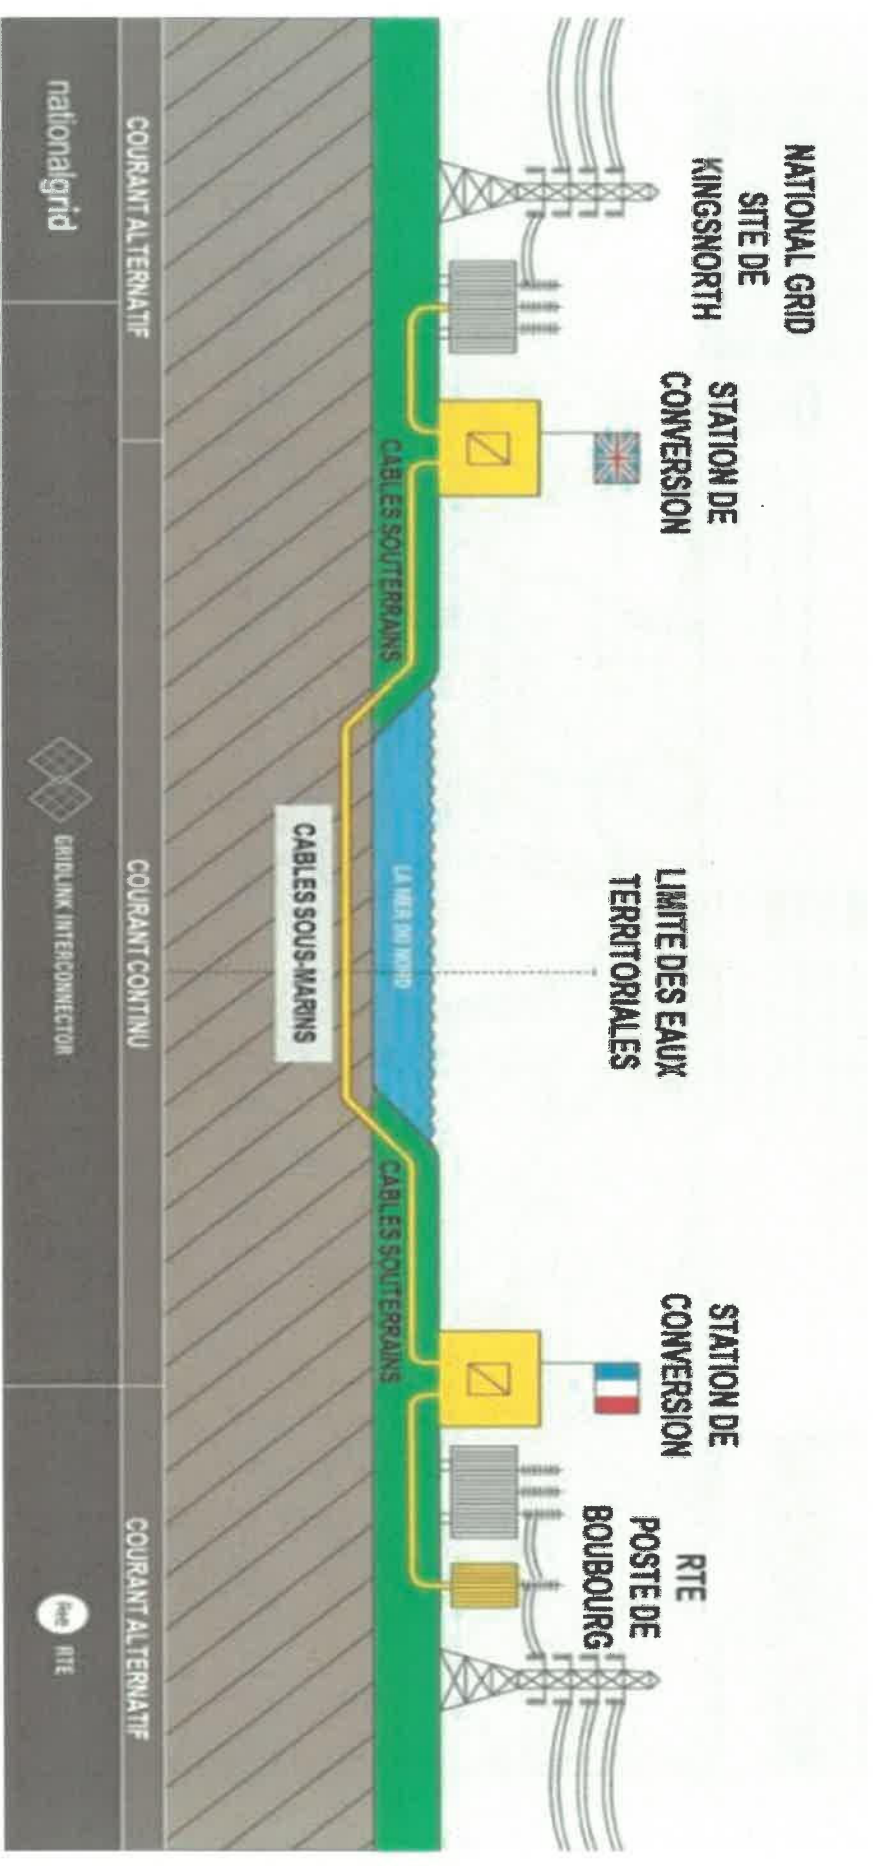 NATIONAL GRID
SITE DE
KINGSNORTH
STATION DE
CONVERSION
LIMITE DES EAUX
TERRITORIALES
STATION DE
CONVERSION
RTE
POSTE DE
BOUBOURG
CABLES SOUTERRAINS
LA MER DU NORD
CABLES SOUTERRAINS
CABLES SOUS-MARINS
COURANT ALTERNATIF
COURANT CONTINU
COURANT ALTERNATIF
nationalgrid
GRIDLINK INTERCONNECTOR
Rte
RTE